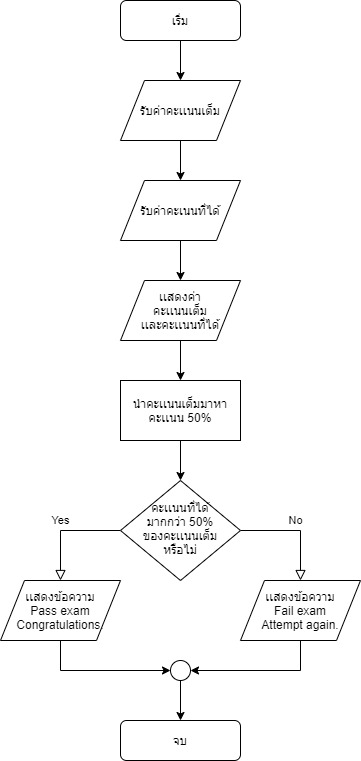 เริ่ม
รับค่าคะแนนเต็ม
รับค่าคะเนนที่ได้
แสดงค่า
คะแนนเต็ม
และคะแนนที่ได้
นำคะแนนเต็มมาหา
คะแนน 50%
คะแนนที่ได้
มากกว่า 50%
ของคะแนนเต็ม
หรือไม่
Yes
No
แสดงข้อความ
Pass exam
Congratulations.
แสดงข้อความ
Fail exam
Attempt again.
จบ